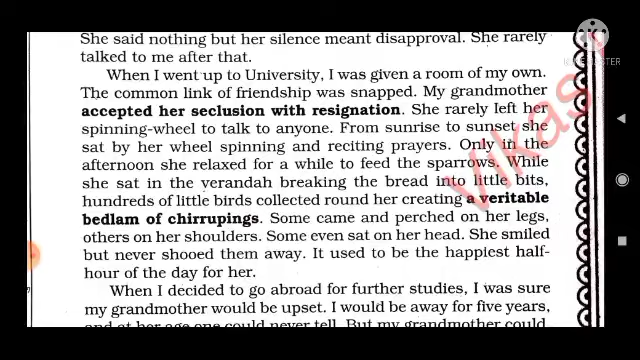 She said nothing but her silence meant disapproval. She rarely
talked to me after that.
When I went up to University, I was given a room of my own.
The common link of friendship was snapped. My grandmother
accepted her seclusion with resignation. She rarely left her
spinning-wheel to talk to anyone. From sunrise to sunset she
sat by her wheel spinning and reciting prayers. Only in the
afternoon she relaxed for a while to feed the sparrows. While
she sat in the verandah breaking the bread into little bits,
hundreds of little birds collected round her creating a veritable
bedlam of chirrupings. Some came and perched on her legs,
others on her shoulders. Some even sat on her head. She smiled
but never shooed them away. It used to be the happiest half-
hour of the day for her.
When I decided to go abroad for further studies, I was sure
my grandmother would be upset. I would be away for five years,
and at her age one could never tell. But my grandmother could
Vikas